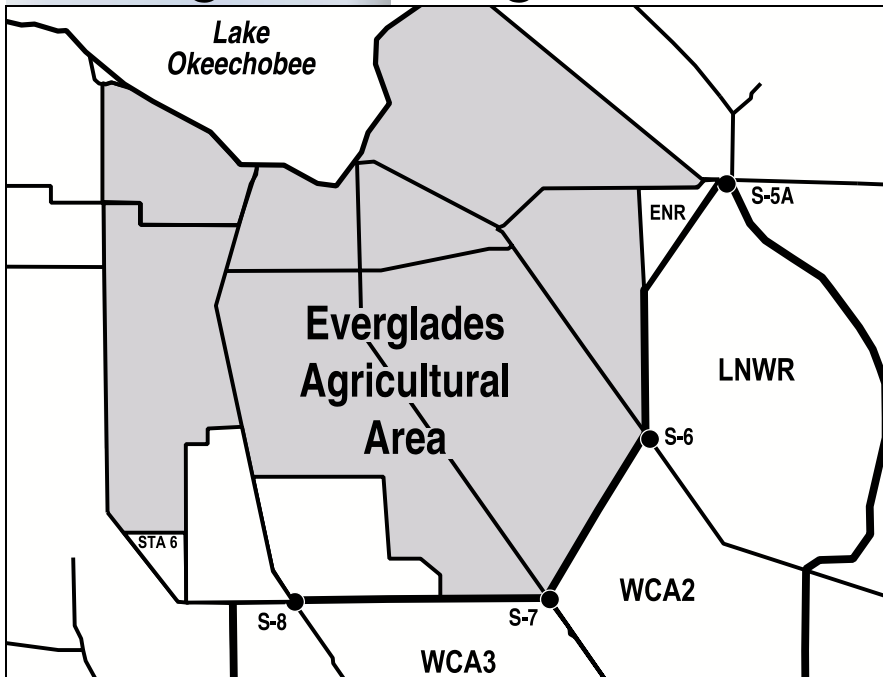 Lake
Okeechobee
S-5A
ENR
Everglades
Agricultural
Area
LNWR
S-6
STA 6
WCA2
S-8
S-7
WCA3